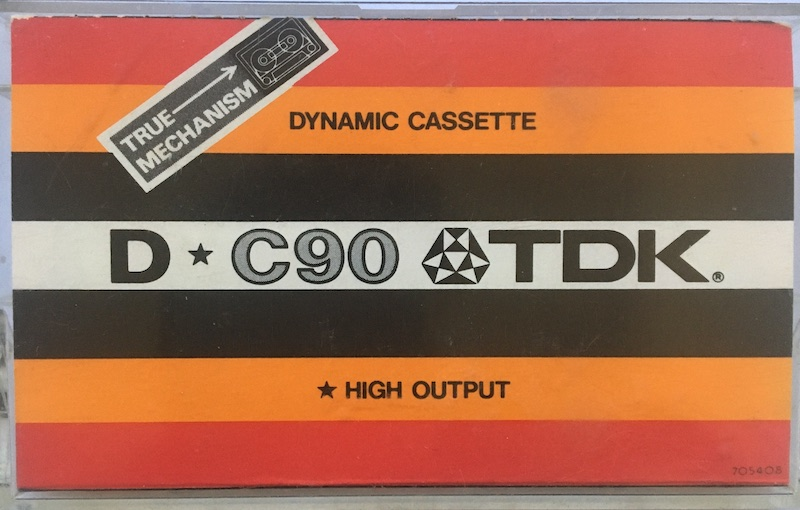 TRUE
MECHANISM
DYNAMIC CASSETTE
D ★ C90 TDK®
★ HIGH OUTPUT
705408